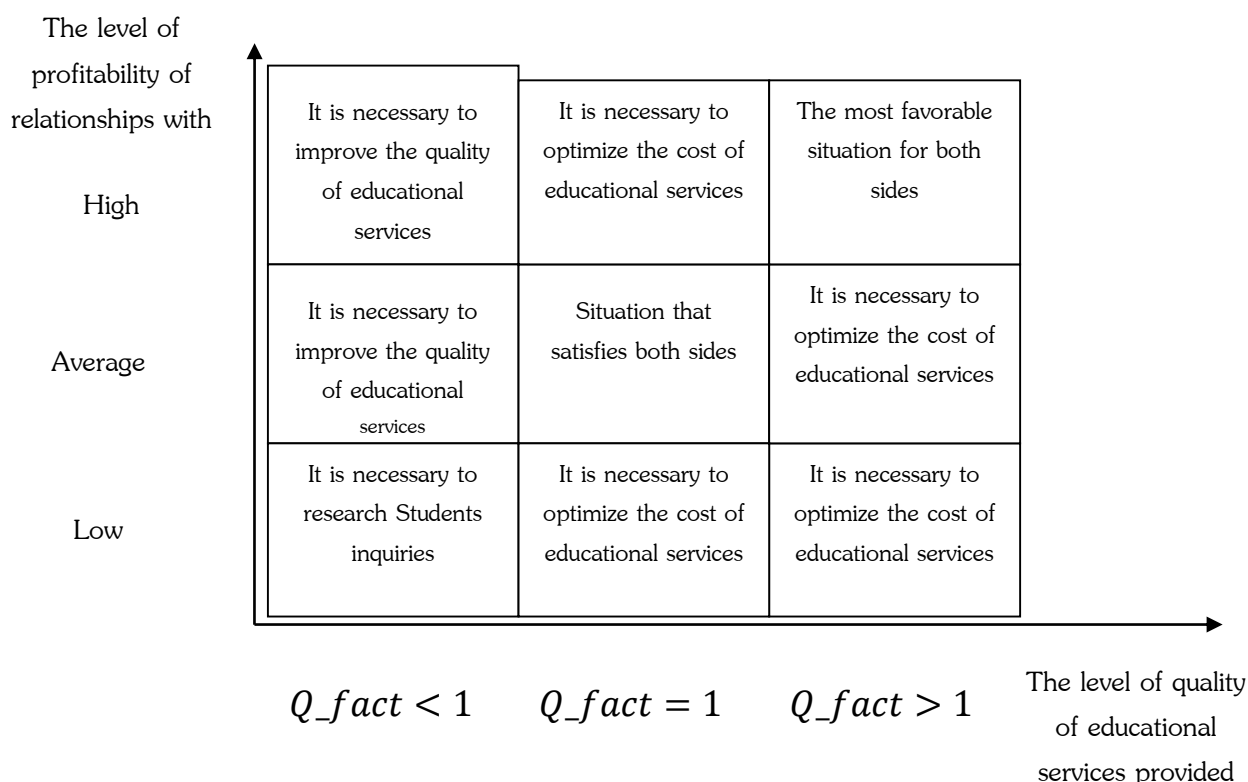 The level of
profitability of
relationships with
High
Average
Low
It is necessary to
improve the quality
of educational
services
It is necessary to
optimize the cost of
educational services
The most favorable
situation for both
sides
It is necessary to
improve the quality
of educational
services
Situation that
satisfies both sides
It is necessary to
optimize the cost of
educational services
It is necessary to
research Students
inquiries
It is necessary to
optimize the cost of
educational services
It is necessary to
optimize the cost of
educational services
Q_fact < 1
Q_fact = 1
Q_fact > 1
The level of quality
of educational
services provided